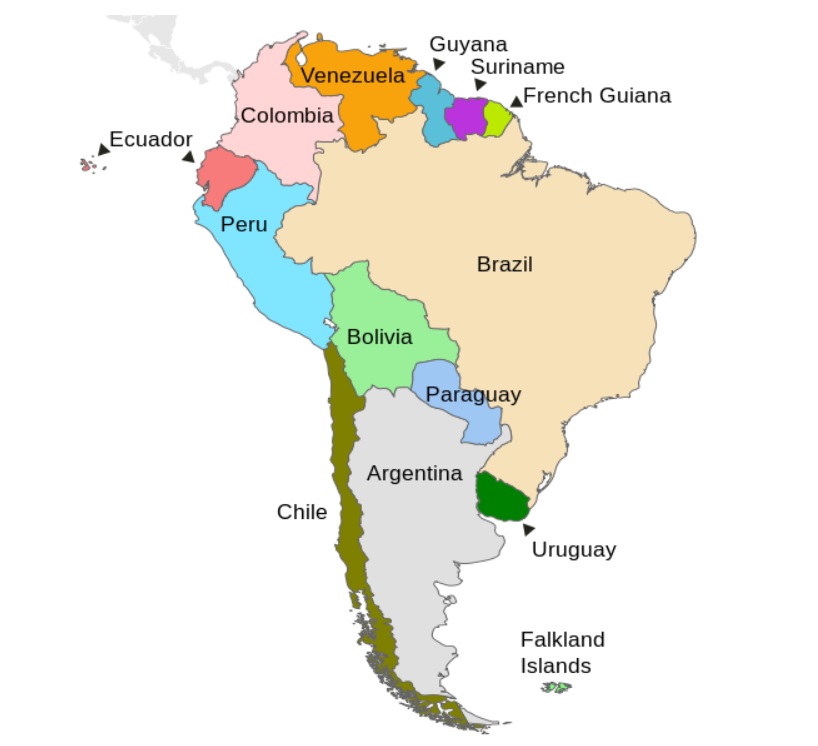 Guyana
Suriname
Venezuela
French Guiana
Colombia
Ecuador
Peru
Brazil
Bolivia
Paraguay
Argentina
Chile
Uruguay
Falkland
Islands